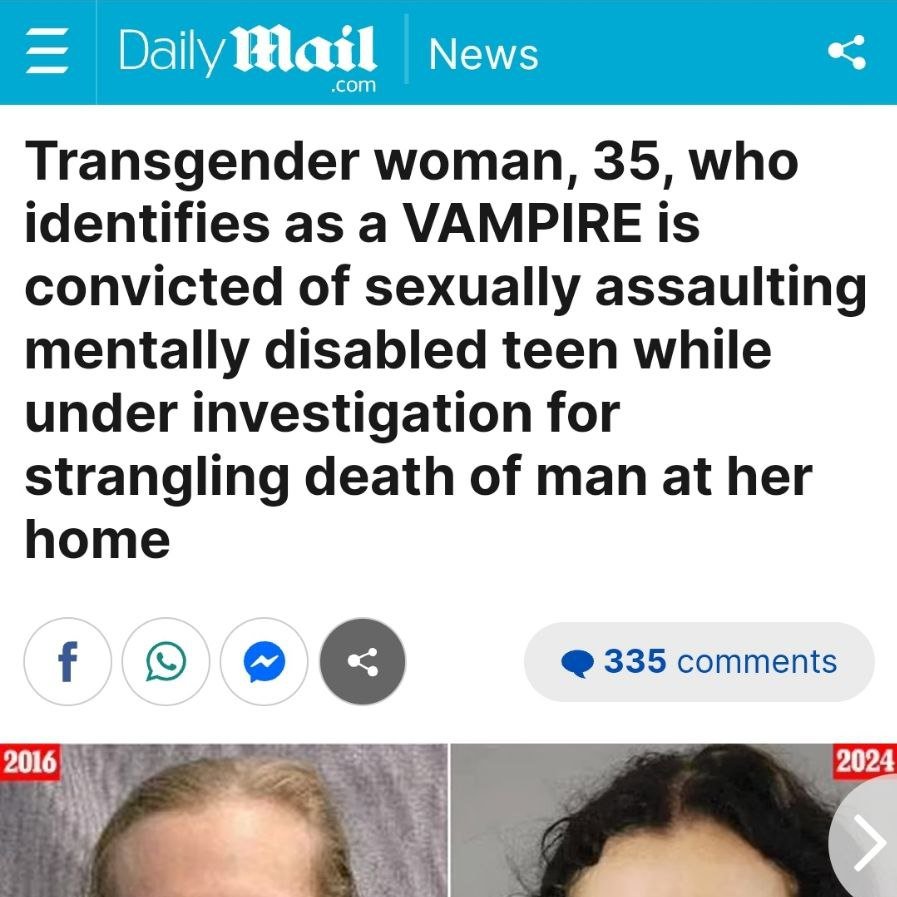 Daily Mail
.com
News
Transgender woman, 35, who
identifies as a VAMPIRE is
convicted of sexually assaulting
mentally disabled teen while
under investigation for
strangling death of man at her
home
f
335 comments
2016
2024